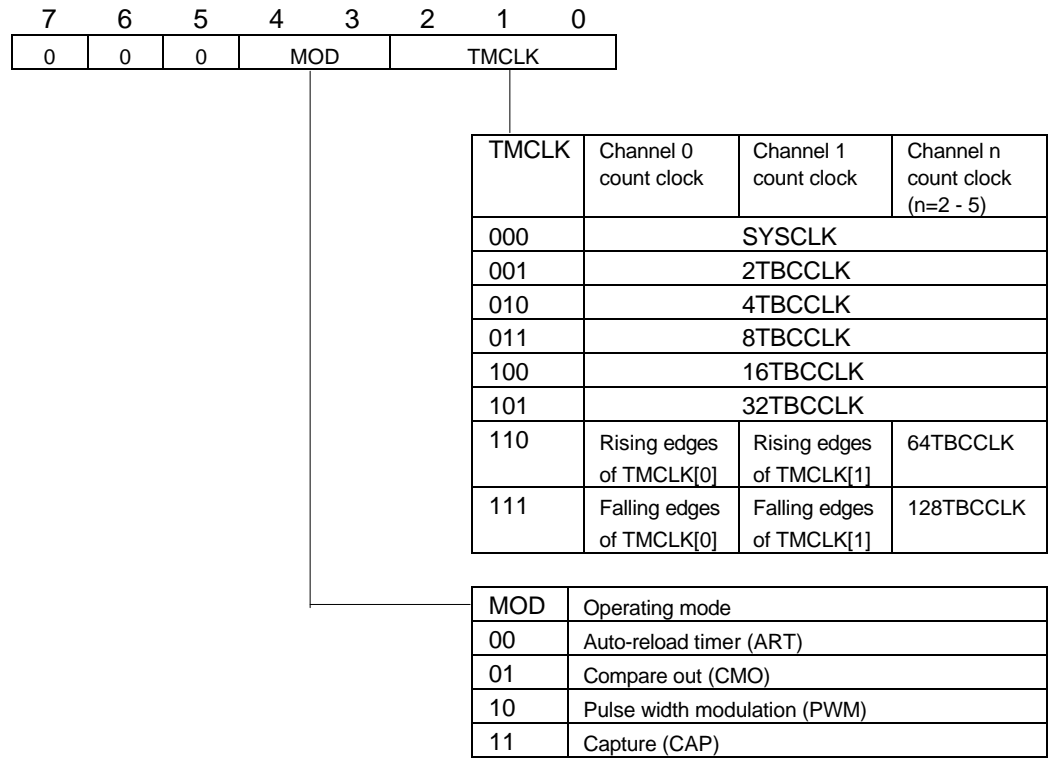 7 6 5 4 3 2 1 0
0 0 0 MOD TMCLK
TMCLK Channel 0 count clock Channel 1 count clock Channel n count clock (n=2 - 5)
000 SYSCLK
001 2TBCCLK
010 4TBCCLK
011 8TBCCLK
100 16TBCCLK
101 32TBCCLK
110 Rising edges of TMCLK[0] Rising edges of TMCLK[1] 64TBCCLK
111 Falling edges of TMCLK[0] Falling edges of TMCLK[1] 128TBCCLK
MOD Operating mode
00 Auto-reload timer (ART)
01 Compare out (CMO)
10 Pulse width modulation (PWM)
11 Capture (CAP)